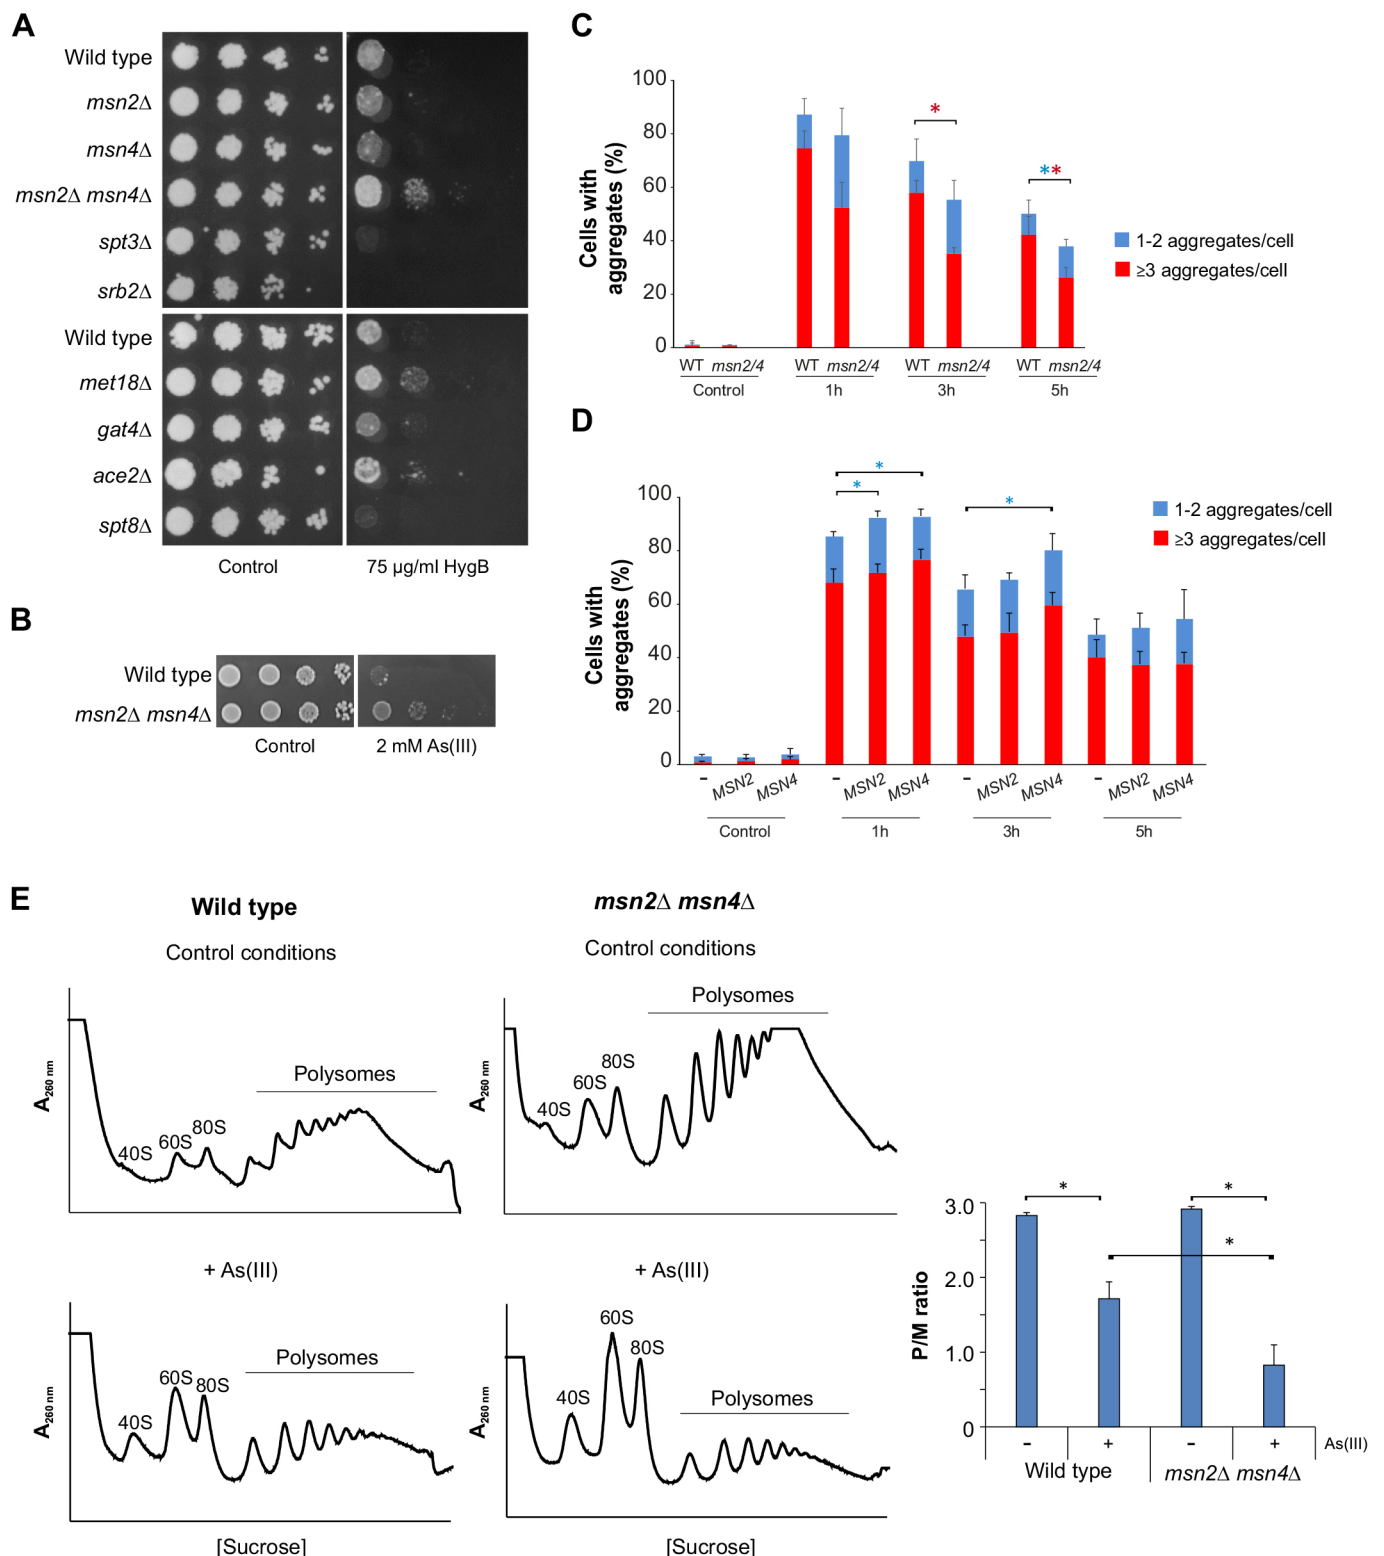 A
Wild type
msn2Δ
msn4Δ
msn2Δ msn4Δ
spt3Δ
srb2Δ
Wild type
met18Δ
gat4Δ
ace2Δ
spt8Δ
Control
75 µg/ml HygB
B
Wild type
msn2Δ msn4Δ
Control
2 mM As(III)
C
Cells with
aggregates (%)
100
80
60
40
20
0
*
**
1-2 aggregates/cell
≥3 aggregates/cell
WT msn2/4 WT msn2/4 WT msn2/4 WT msn2/4
Control 1h 3h 5h
D
Cells with
aggregates (%)
100
80
60
40
20
0
*
*
*
1-2 aggregates/cell
≥3 aggregates/cell
- MSN2 MSN4 - MSN2 MSN4 - MSN2 MSN4 - MSN2 MSN4
Control 1h 3h 5h
E
Wild type
Control conditions
A260 nm
40S
60S
80S
Polysomes
msn2Δ msn4Δ
Control conditions
A260 nm
40S
60S
80S
Polysomes
+ As(III)
A260 nm
40S
60S
80S
Polysomes
[Sucrose]
+ As(III)
A260 nm
40S
60S
80S
Polysomes
[Sucrose]
P/M ratio
3.0
2.0
1.0
0
*
*
*
- + - + As(III)
Wild type msn2Δ msn4Δ